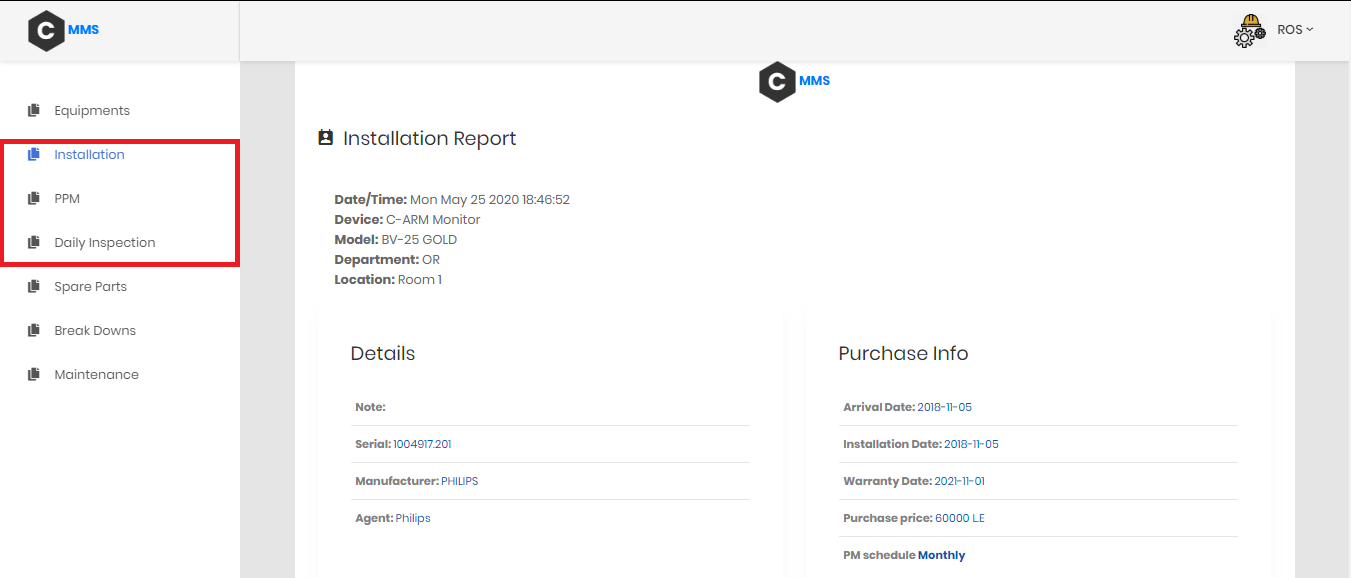 C MMS
ROS
Equipments
Installation
PPM
Daily Inspection
Spare Parts
Break Downs
Maintenance
C MMS
Installation Report
Date/Time: Mon May 25 2020 18:46:52
Device: C-ARM Monitor
Model: BV-25 GOLD
Department: OR
Location: Room 1
Details
Note:
Serial: 1004917.201
Manufacturer: PHILIPS
Agent: Philips
Purchase Info
Arrival Date: 2018-11-05
Installation Date: 2018-11-05
Warranty Date: 2021-11-01
Purchase price: 60000 LE
PM schedule Monthly